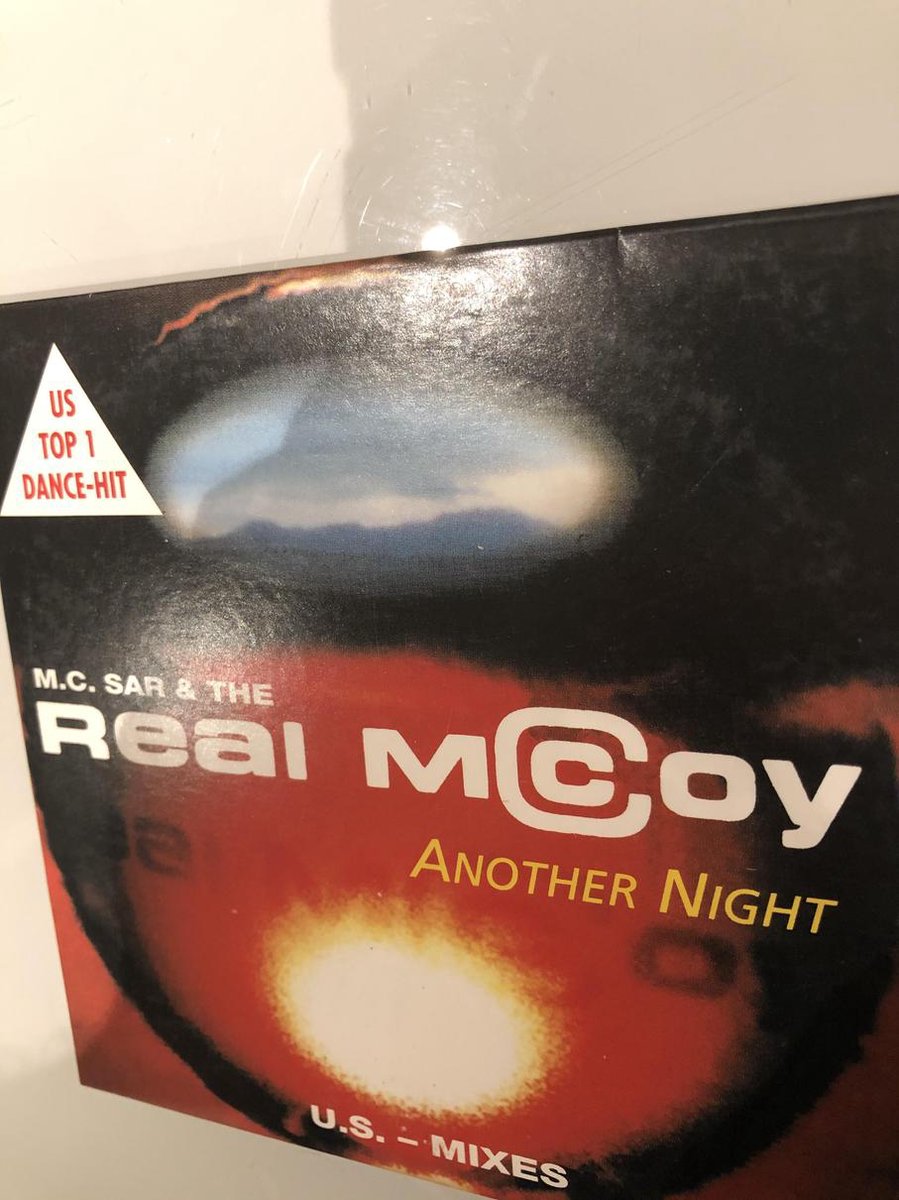 US
TOP 1
DANCE-HIT
M.C. SAR & THE
Real McCoy
ANOTHER NIGHT
U.S. – MIXES